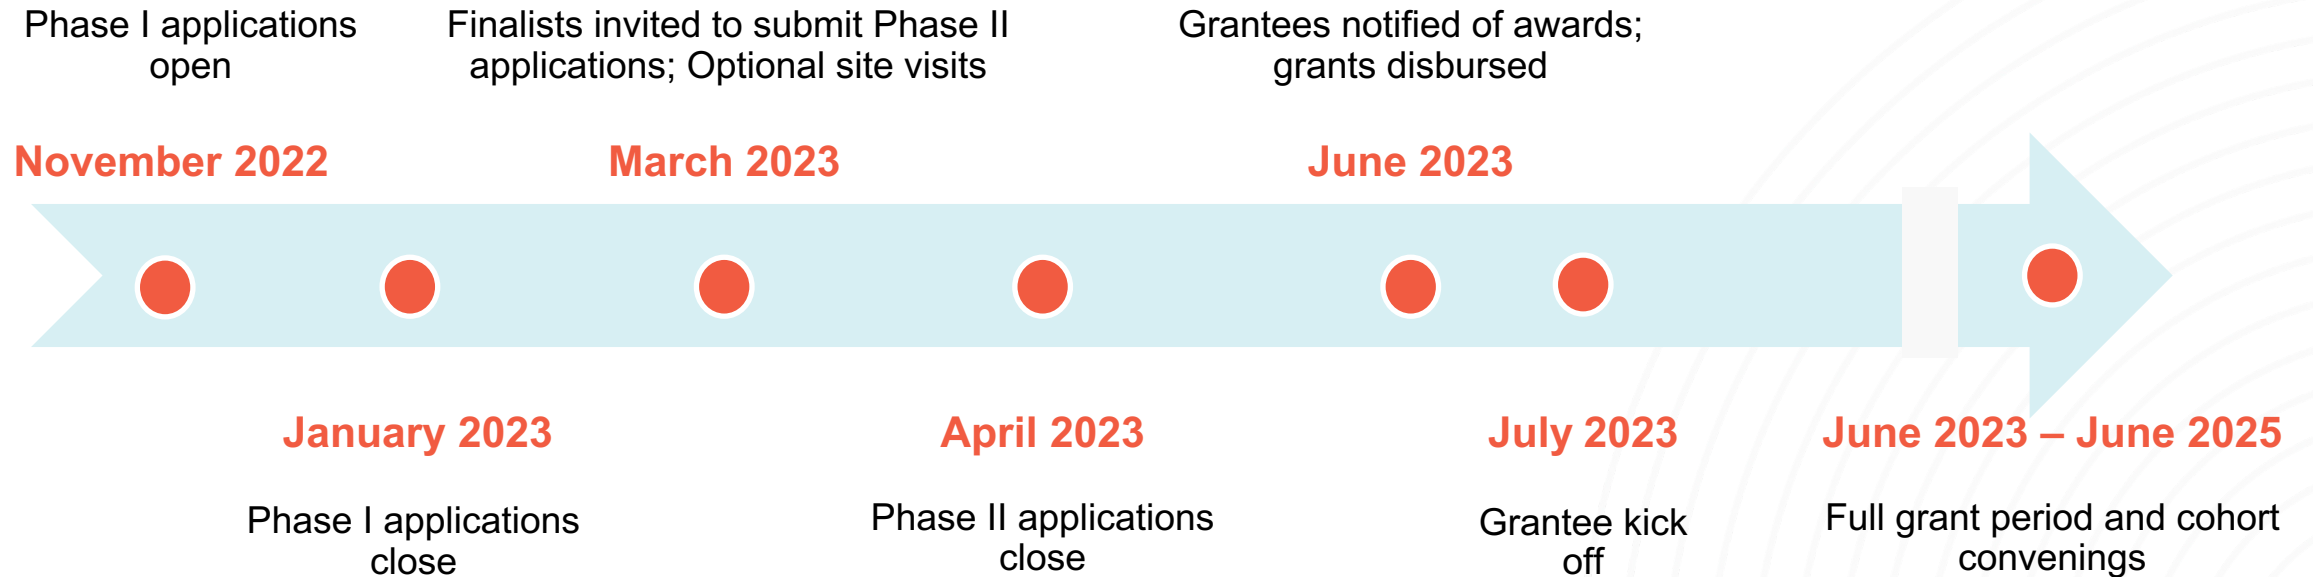 Phase I applications
open
Finalists invited to submit Phase II
applications; Optional site visits
Grantees notified of awards;
grants disbursed
November 2022
March 2023
June 2023
January 2023
April 2023
July 2023
June 2023 – June 2025
Phase I applications
close
Phase II applications
close
Grantee kick
off
Full grant period and cohort
convenings